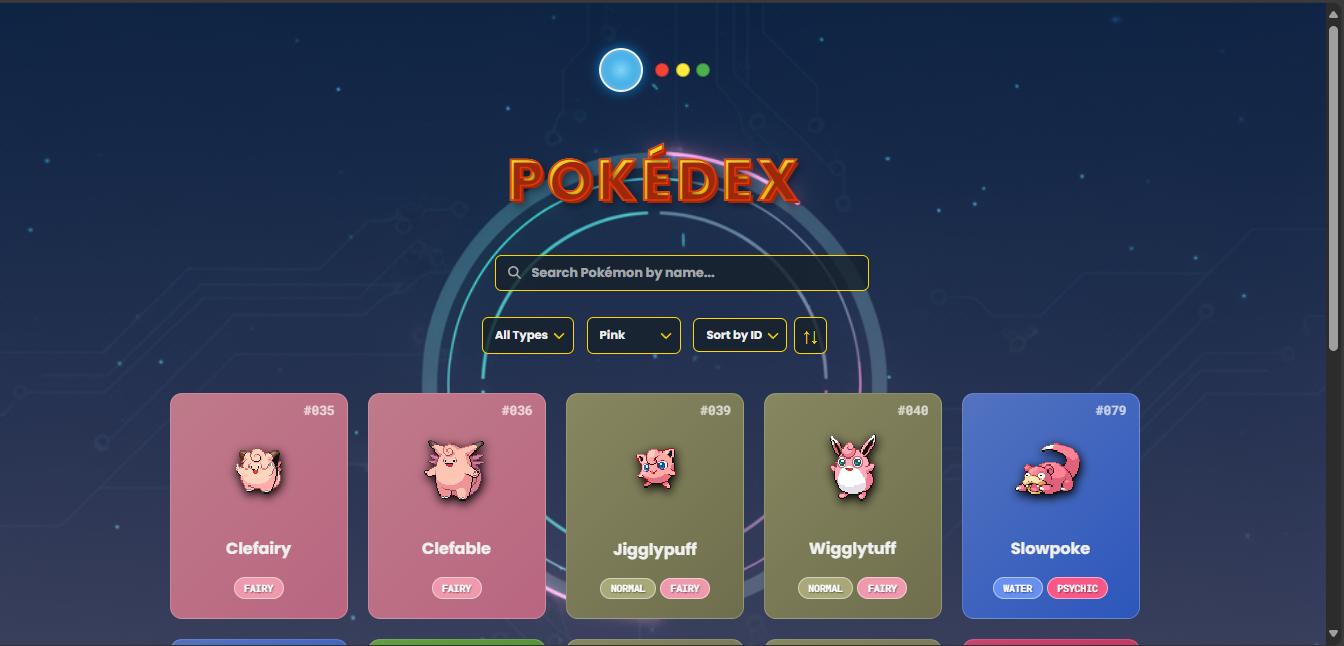 POKÉDEX
Search Pokémon by name...
All Types Pink Sort by ID ↑↓
#035 #036 #039 #040 #079
Clefairy Clefable Jigglypuff Wigglytuff Slowpoke
FAIRY FAIRY NORMAL FAIRY NORMAL FAIRY WATER PSYCHIC